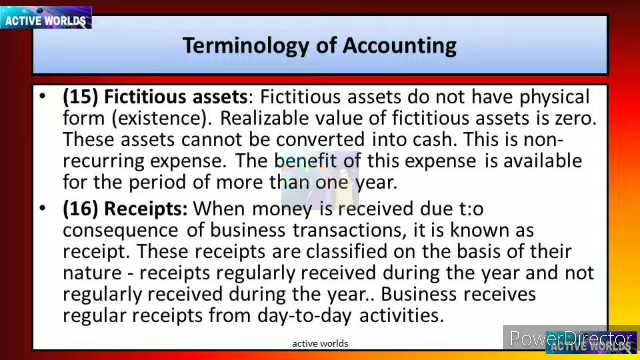 ACTIVE WORLDS
Terminology of Accounting
• (15) Fictitious assets: Fictitious assets do not have physical
form (existence). Realizable value of fictitious assets is zero.
These assets cannot be converted into cash. This is non-
recurring expense. The benefit of this expense is available
for the period of more than one year.
• (16) Receipts: When money is received due t:o
consequence of business transactions, it is known as
receipt. These receipts are classified on the basis of their
nature - receipts regularly received during the year and not
regularly received during the year.. Business receives
regular receipts from day-to-day activities.
PowerDirector
active worlds
ACTIVE WORLDS